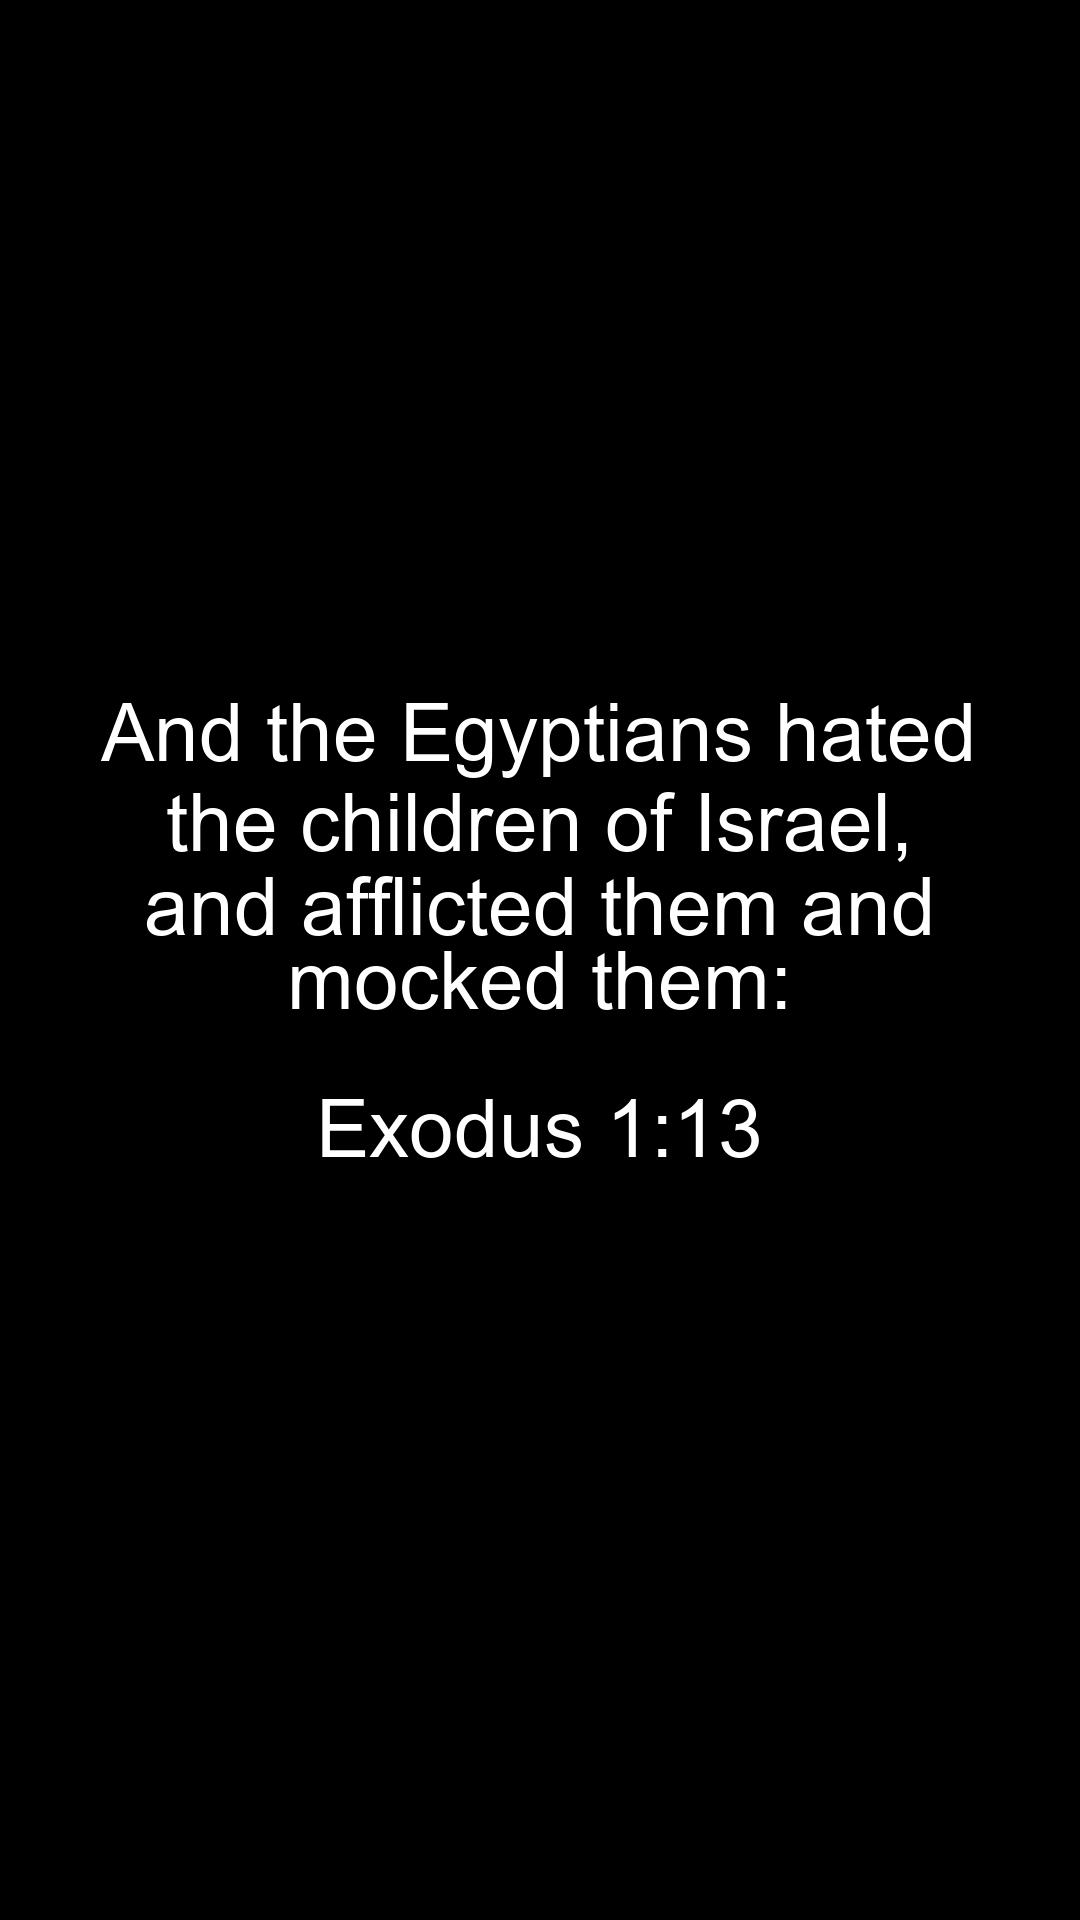 And the Egyptians hated
the children of Israel,
and afflicted them and
mocked them:
Exodus 1:13